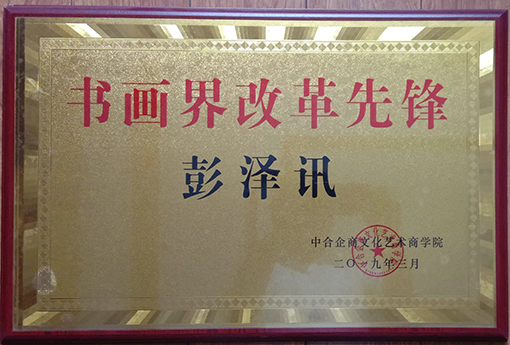 书画界改革先锋
彭泽讯
中合企商文化艺术商学院
二〇一九年三月